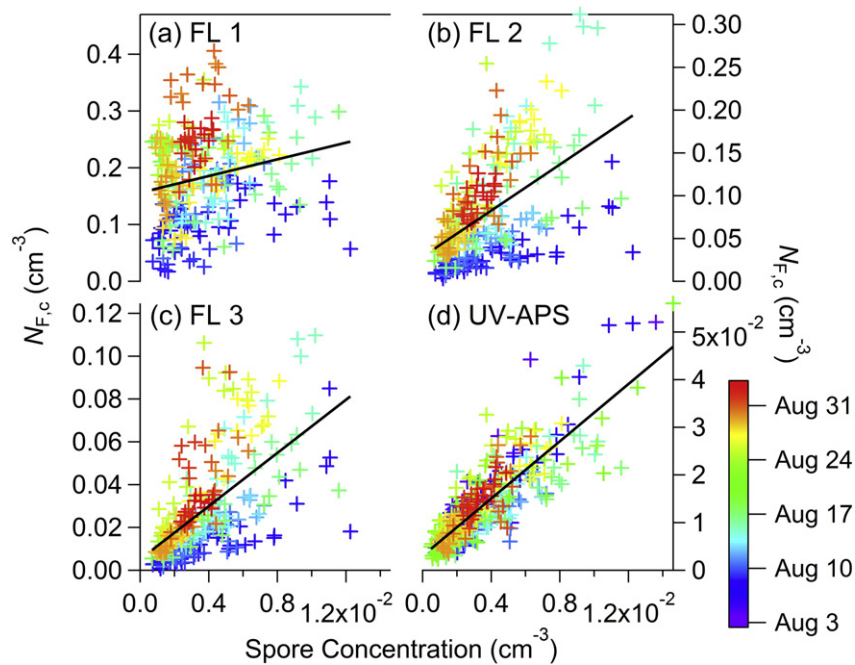 (a) FL 1
(b) FL 2
0.4
0.3
0.2
0.1
0.0
0.30
0.25
0.20
0.15
0.10
0.05
0.00
N_F,c (cm⁻³)
N_F,c (cm⁻³)
(c) FL 3
(d) UV-APS
0.12
0.10
0.08
0.06
0.04
0.02
0.00
5x10⁻²
4
3
2
1
0
Aug 31
Aug 24
Aug 17
Aug 10
Aug 3
0.0 0.4 0.8 1.2x10⁻²
0.0 0.4 0.8 1.2x10⁻²
Spore Concentration (cm⁻³)